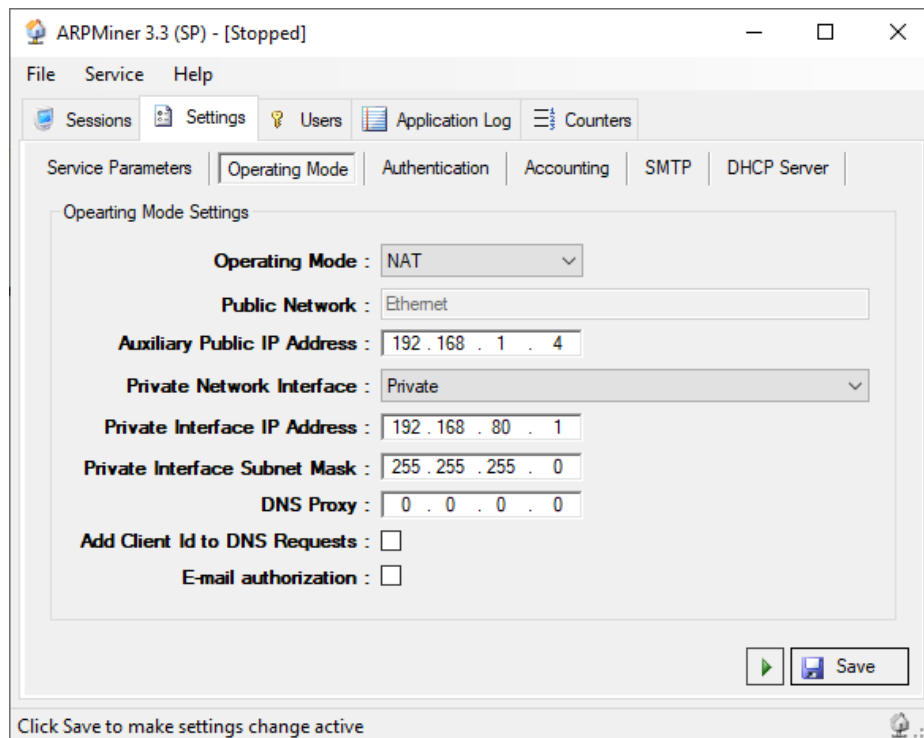 ARPMiner 3.3 (SP) - [Stopped]
File Service Help
Sessions Settings Users Application Log Counters
Service Parameters Operating Mode Authentication Accounting SMTP DHCP Server
Opearting Mode Settings
Operating Mode : NAT
Public Network : Ethernet
Auxiliary Public IP Address : 192 . 168 . 1 . 4
Private Network Interface : Private
Private Interface IP Address : 192 . 168 . 80 . 1
Private Interface Subnet Mask : 255 . 255 . 255 . 0
DNS Proxy : 0 . 0 . 0 . 0
Add Client Id to DNS Requests :
E-mail authorization :
Save
Click Save to make settings change active